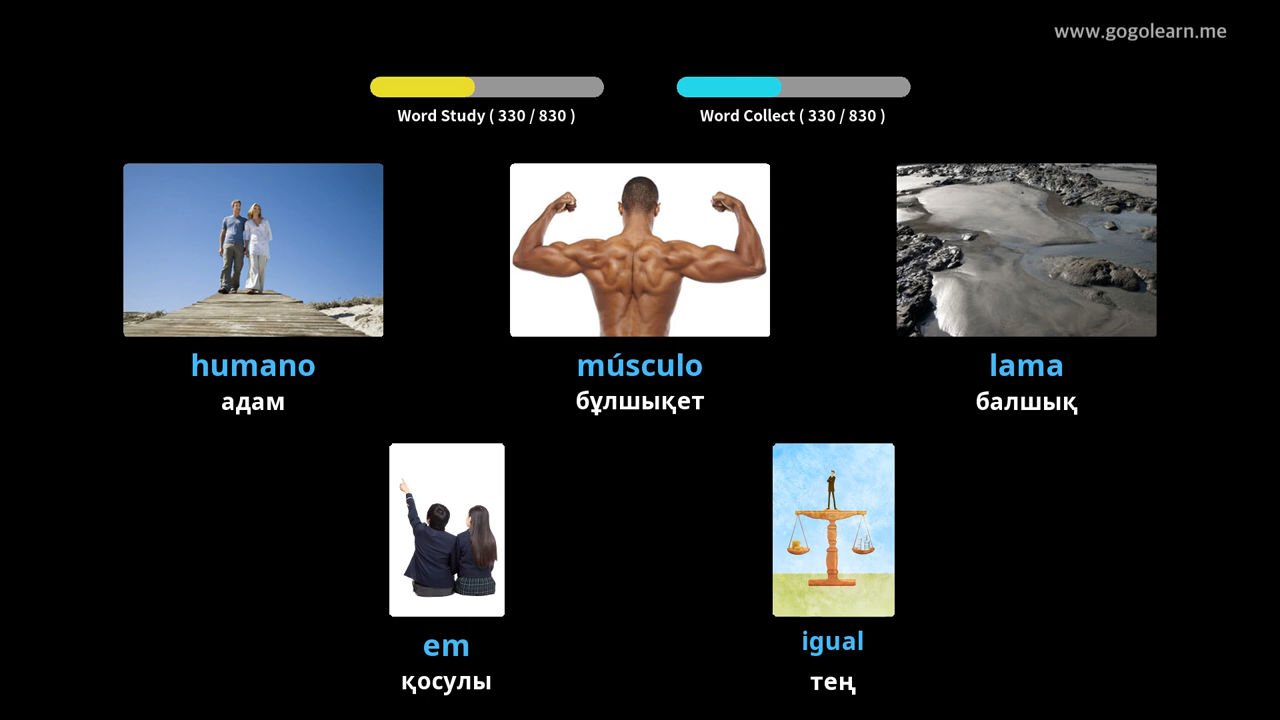 www.gogolearn.me
Word Study ( 330 / 830 )
Word Collect ( 330 / 830 )
humano
адам
músculo
бұлшықет
lama
балшық
em
қосулы
igual
тең